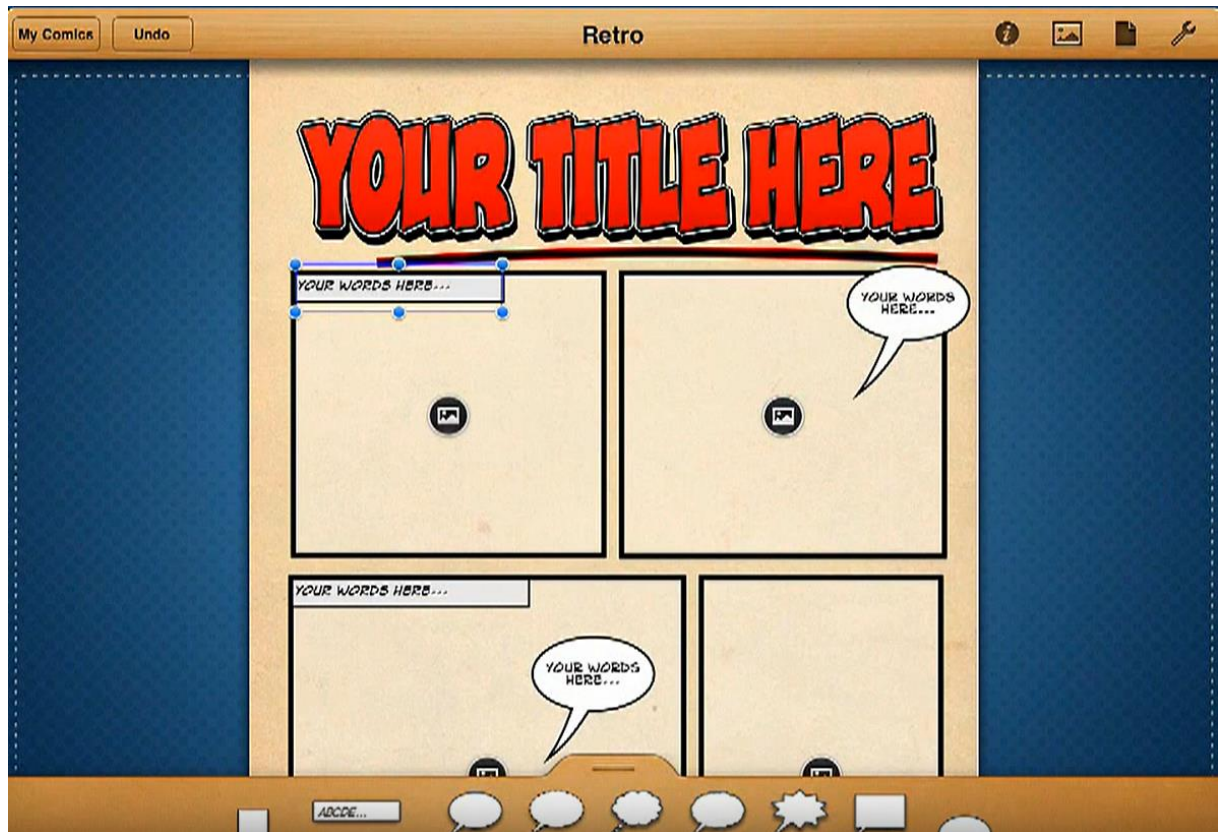 My Comics Undo Retro
YOUR TITLE HERE
YOUR WORDS HERE...
YOUR WORDS
HERE...
YOUR WORDS HERE...
YOUR WORDS
HERE...
ABCDE...